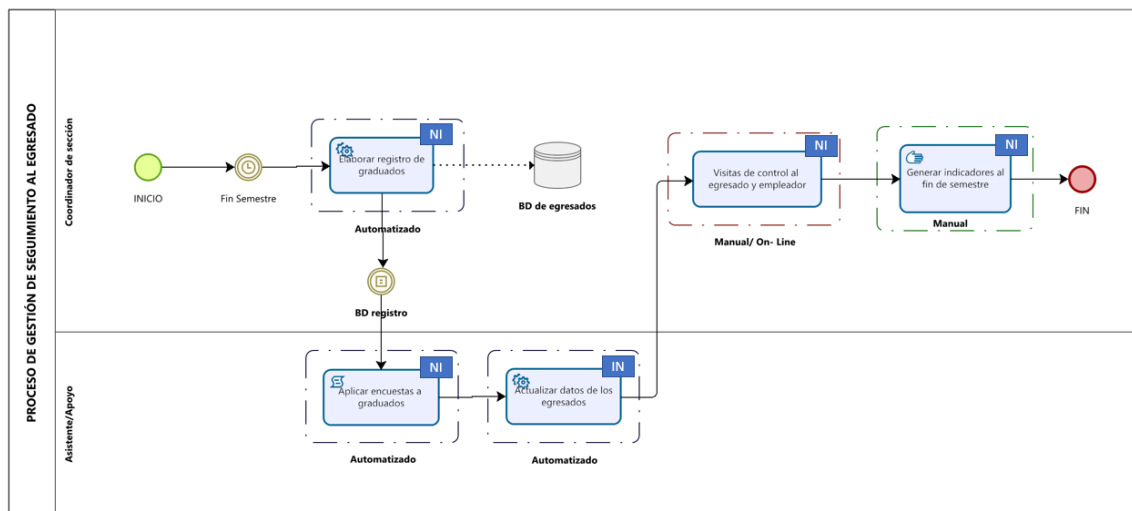 PROCESO DE GESTIÓN DE SEGUIMIENTO AL EGRESADO
Coordinador de sección
INICIO
Fin Semestre
NI
Elaborar registro de
graduados
Automatizado
BD de egresados
BD registro
NI
Visitas de control al
egresado y empleador
Manual/ On- Line
NI
Generar indicadores al
fin de semestre
Manual
FIN
Asistente/Apoyo
NI
Aplicar encuestas a
graduados
Automatizado
IN
Actualizar datos de los
egresados
Automatizado